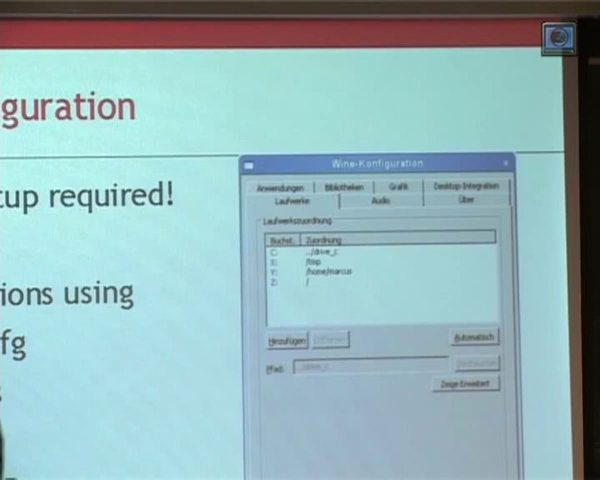 guration
tup required!
tions using
fg
s
Wine-Konfiguration
Anwendungen Bibliotheken Grafik Desktop-Integration
Laufwerke Audio Über
Laufwerkszuordnung
Buchst. Zuordnung
C: ../drive_c
X: /tmp
Y: /home/marcus
Z: /
Hinzufügen Entfernen Automatisch
Pfad: ../drive_c Durchsuchen
Zeige Erweitert